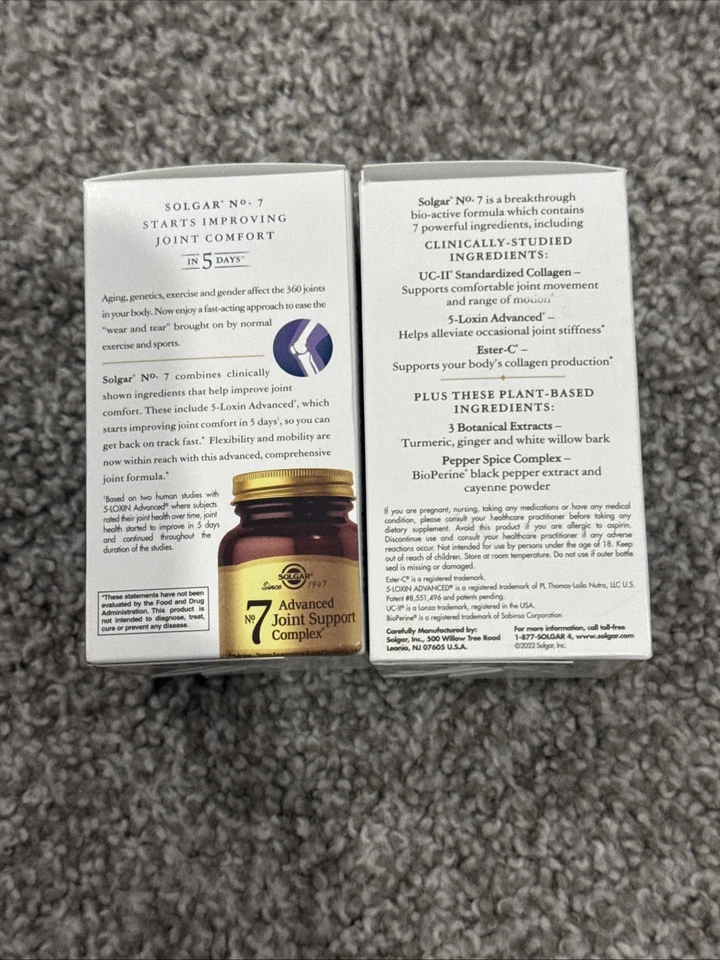 SOLGAR® No. 7
STARTS IMPROVING
JOINT COMFORT
IN 5 DAYS**
Aging, genetics, exercise and gender affect the 360 joints
in your body. Now enjoy a fast-acting approach to ease the
"wear and tear" brought on by normal
exercise and sports.
Solgar® No. 7 combines clinically
shown ingredients that help improve joint
comfort. These include 5-Loxin Advanced®, which
starts improving joint comfort in 5 days†, so you can
get back on track fast.* Flexibility and mobility are
now within reach with this advanced, comprehensive
joint formula.*
†Based on two human studies with
5-LOXIN Advanced® where subjects
rated their joint health over time, joint
health started to improve in 5 days
and continued throughout the
duration of the studies.
*These statements have not been
evaluated by the Food and Drug
Administration. This product is
not intended to diagnose, treat,
cure or prevent any disease.
SOLGAR®
Since 1947
No 7 Advanced
Joint Support
Complex*
Solgar® No. 7 is a breakthrough
bio-active formula which contains
7 powerful ingredients, including
CLINICALLY-STUDIED
INGREDIENTS:
UC-II® Standardized Collagen –
Supports comfortable joint movement
and range of motion*
5-Loxin Advanced® –
Helps alleviate occasional joint stiffness*
Ester-C® –
Supports your body's collagen production*
PLUS THESE PLANT-BASED
INGREDIENTS:
3 Botanical Extracts –
Turmeric, ginger and white willow bark
Pepper Spice Complex –
BioPerine® black pepper extract and
cayenne powder
If you are pregnant, nursing, taking any medications or have any medical
condition, please consult your healthcare practitioner before taking any
dietary supplement. Avoid this product if you are allergic to aspirin.
Discontinue use and consult your healthcare practitioner if any adverse
reactions occur. Not intended for use by persons under the age of 18. Keep
out of reach of children. Store at room temperature. Do not use if outer bottle
seal is missing or damaged.
Ester-C® is a registered trademark.
5-LOXIN ADVANCED® is a registered trademark of PL Thomas-Laila Nutra, LLC U.S.
Patent #8,551,496 and patents pending.
UC-II® is a Lonza trademark, registered in the USA.
BioPerine® is a registered trademark of Sabinsa Corporation
Carefully Manufactured by:
Solgar, Inc., 500 Willow Tree Road
Leonia, NJ 07605 U.S.A.
For more information, call toll-free
1-877-SOLGAR 4, www.solgar.com
©2022 Solgar, Inc.